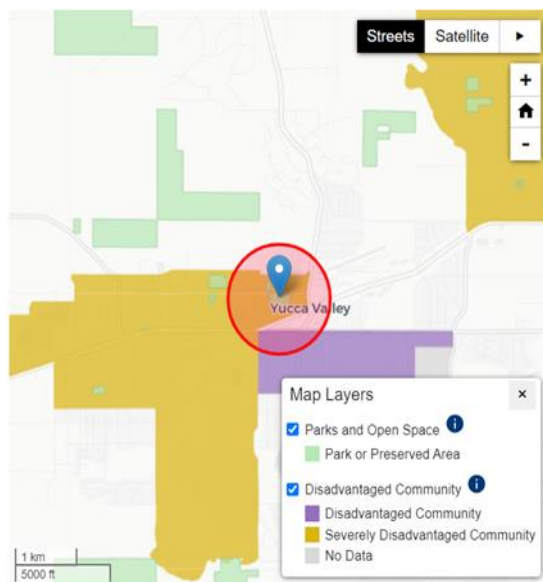 Streets Satellite ▸
+
-
Yucca Valley
Map Layers ×
Parks and Open Space i
Park or Preserved Area
Disadvantaged Community i
Disadvantaged Community
Severely Disadvantaged Community
No Data
1 km
5000 ft